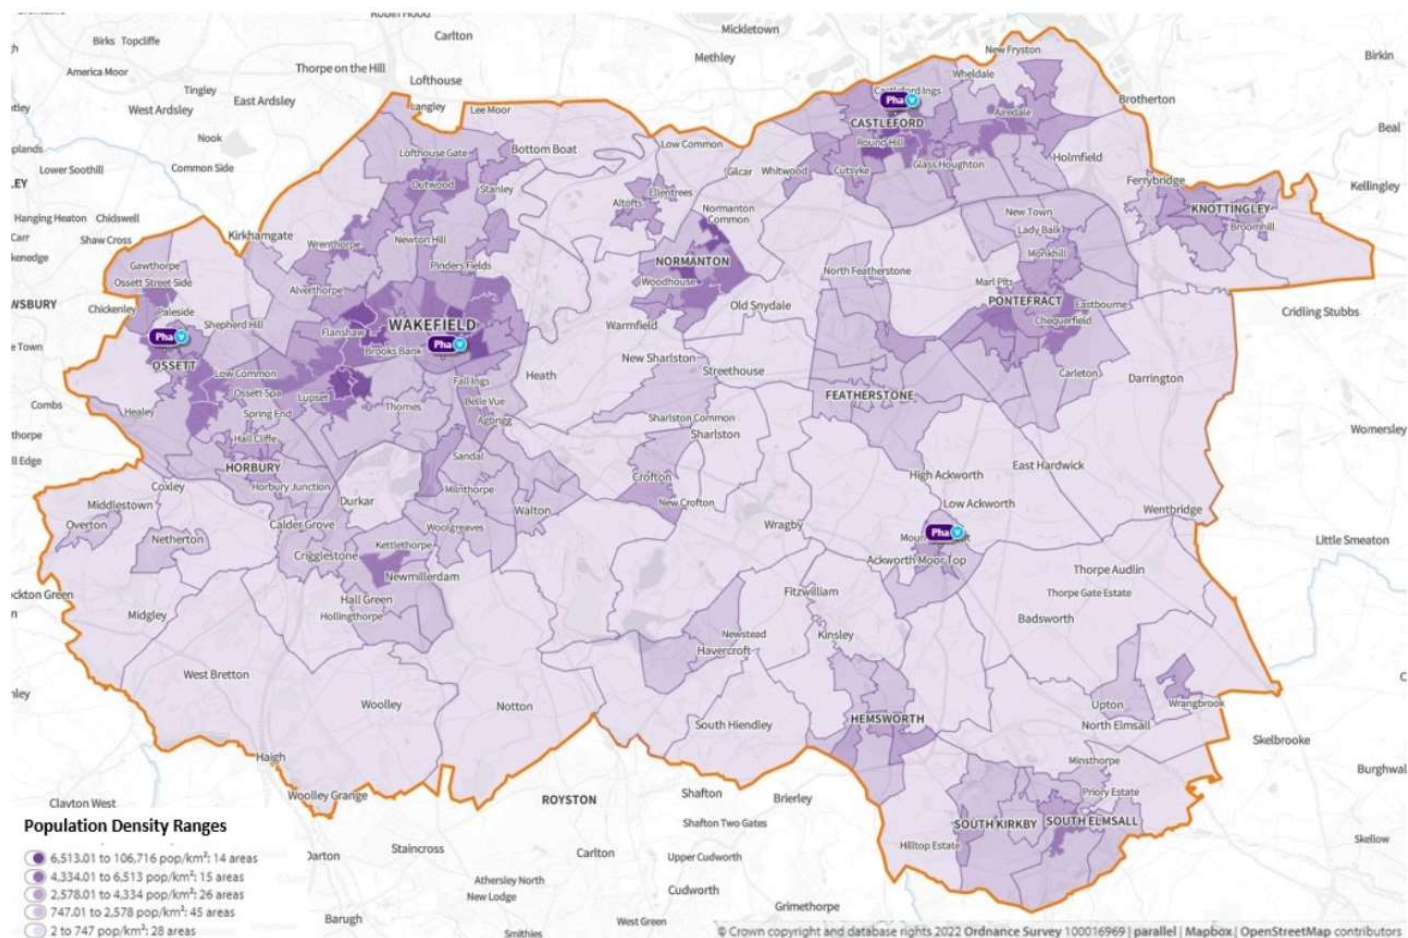 Mickletown
Birks Topcliffe
Carlton
New Fryston
Birkin
Methley
America Moor
Thorpe on the Hill
Wheldale
Lofthouse
Tingley
East Ardsley
Castleford Ings
Brotherton
West Ardsley
Langley
Lee Moor
Pha
Airedale
CASTLEFORD
Beal
Nook
Round Hill
Low Common
Bottom Boat
Lofthouse Gate
Holmfield
Common Side
Lower Soothill
Gilcar
Whitwood
Cutsyke
Glass Houghton
Ferrybridge
Kellingley
Outwood
Stanley
Ellentrees
Altofts
Normanton
Common
KNOTTINGLEY
Hanging Heaton
Chidswell
New Town
Broomhill
Shaw Cross
Kirkhamgate
Wrenthorpe
Newton Hill
Lady Balk
Monkhill
Gawthorpe
Pinders Fields
NORMANTON
North Featherstone
Ossett Street Side
Alverthorpe
Woodhouse
Marl Pits
PONTEFRACT
Eastbourne
Chickenley
Paleside
Old Snydale
Cridling Stubbs
Shepherd Hill
WAKEFIELD
Warmfield
Chequerfield
Flanshaw
Pha
Pha
Brooks Bank
New Sharlston
OSSETT
Low Common
Heath
Streethouse
Carleton
Darrington
Fall Ings
Ossett Spa
Lupset
FEATHERSTONE
Belle Vue
Combs
Healey
Spring End
Thornes
Agbrigg
Sharlston Common
Womersley
Hall Cliffe
Sharlston
Sandal
HORBURY
East Hardwick
High Ackworth
Crofton
Coxley
Horbury Junction
Milnthorpe
Middlestown
Durkar
New Crofton
Low Ackworth
Wentbridge
Walton
Overton
Calder Grove
Woolgreaves
Wragby
Pha
Netherton
Kettlethorpe
Little Smeaton
Crigglestone
Ackworth Moor Top
Newmillerdam
Thorpe Audlin
Fitzwilliam
Thorpe Gate Estate
Hall Green
Midgley
Hollingthorpe
Badsworth
Newstead
Kinsley
Havercroft
West Bretton
Woolley
Notton
Upton
Wrangbrook
South Hiendley
HEMSWORTH
North Elmsall
Skelbrooke
Haigh
Minsthorpe
Burghwal
Woolley Grange
Priory Estate
Clayton West
ROYSTON
Shafton
Brierley
Shafton Two Gates
SOUTH KIRKBY
SOUTH ELMSALL
Skellow
Hilltop Estate
Staincross
Carlton
Upper Cudworth
Athersley North
Cudworth
New Lodge
Grimethorpe
Barugh
West Green
Smithies
Population Density Ranges
6,513.01 to 106,716 pop/km²: 14 areas
4,334.01 to 6,513 pop/km²: 15 areas
2,578.01 to 4,334 pop/km²: 26 areas
747.01 to 2,578 pop/km²: 45 areas
2 to 747 pop/km²: 28 areas
© Crown copyright and database rights 2022 Ordnance Survey 100016969 | parallel | Mapbox | OpenStreetMap contributors